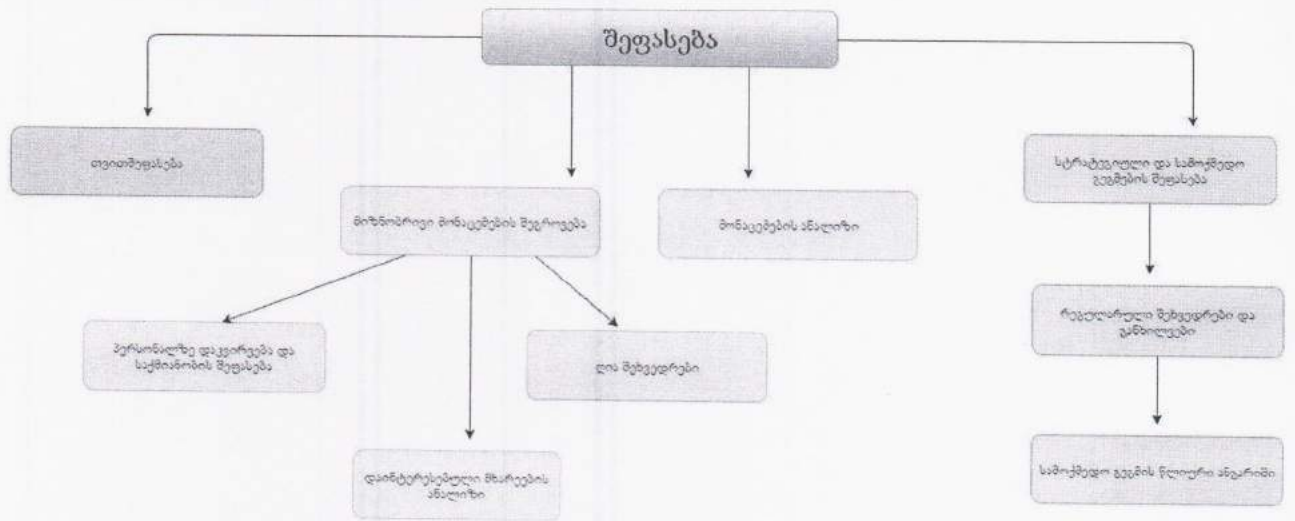 შეფასება
თვითშეფასება
სტრატეგიული და სამოქმედო
გეგმების შეფასება
მიზნობრივი მონაცემების შეგროვება
მონაცემების ანალიზი
რეგულარული შეხვედრები და
განხილვები
პერსონალზე დაკვირვება და
საქმიანობის შეფასება
ღია შეხვედრები
დაინტერესებული მხარეების
ანალიზი
სამოქმედო გეგმის წლიური ანგარიში